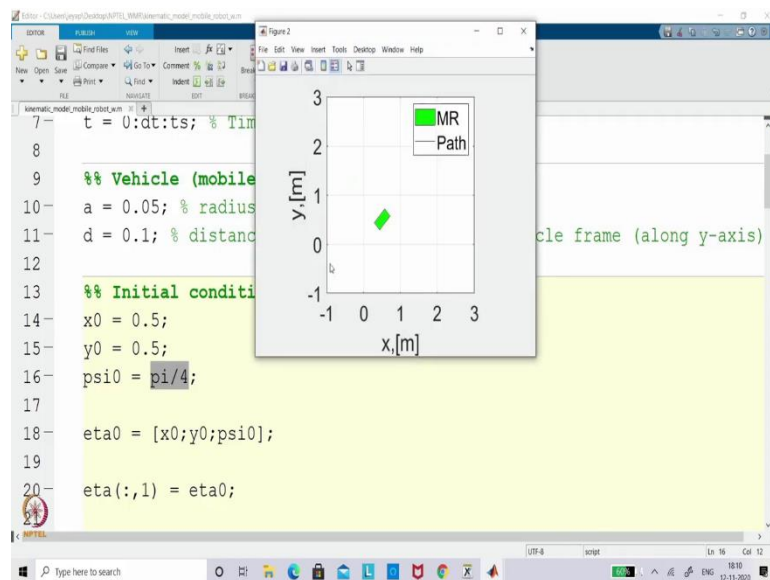 Editor - C:\Users\jeyap\Desktop\NPTEL_WMR\kinematic_model_mobile_robot_w.m
EDITOR PUBLISH VIEW
New Open Save
Find Files
Compare
Print
Go To
Find
Insert
Comment
Indent
FILE NAVIGATE EDIT
kinematic_model_mobile_robot_w.m
7 t = 0:dt:ts; % Tim
8
9 %% Vehicle (mobile
10 a = 0.05; % radius
11 d = 0.1; % distanc cle frame (along y-axis)
12
13 %% Initial conditi
14 x0 = 0.5;
15 y0 = 0.5;
16 psi0 = pi/4;
17
18 eta0 = [x0;y0;psi0];
19
20 eta(:,1) = eta0;
21
Figure 2
File Edit View Insert Tools Desktop Window Help
3
2
1
0
-1
-1 0 1 2 3
y,[m]
x,[m]
MR
Path
NPTEL
UTF-8 script Ln 16 Col 12
Type here to search
60% ENG 18:10
12-11-2020